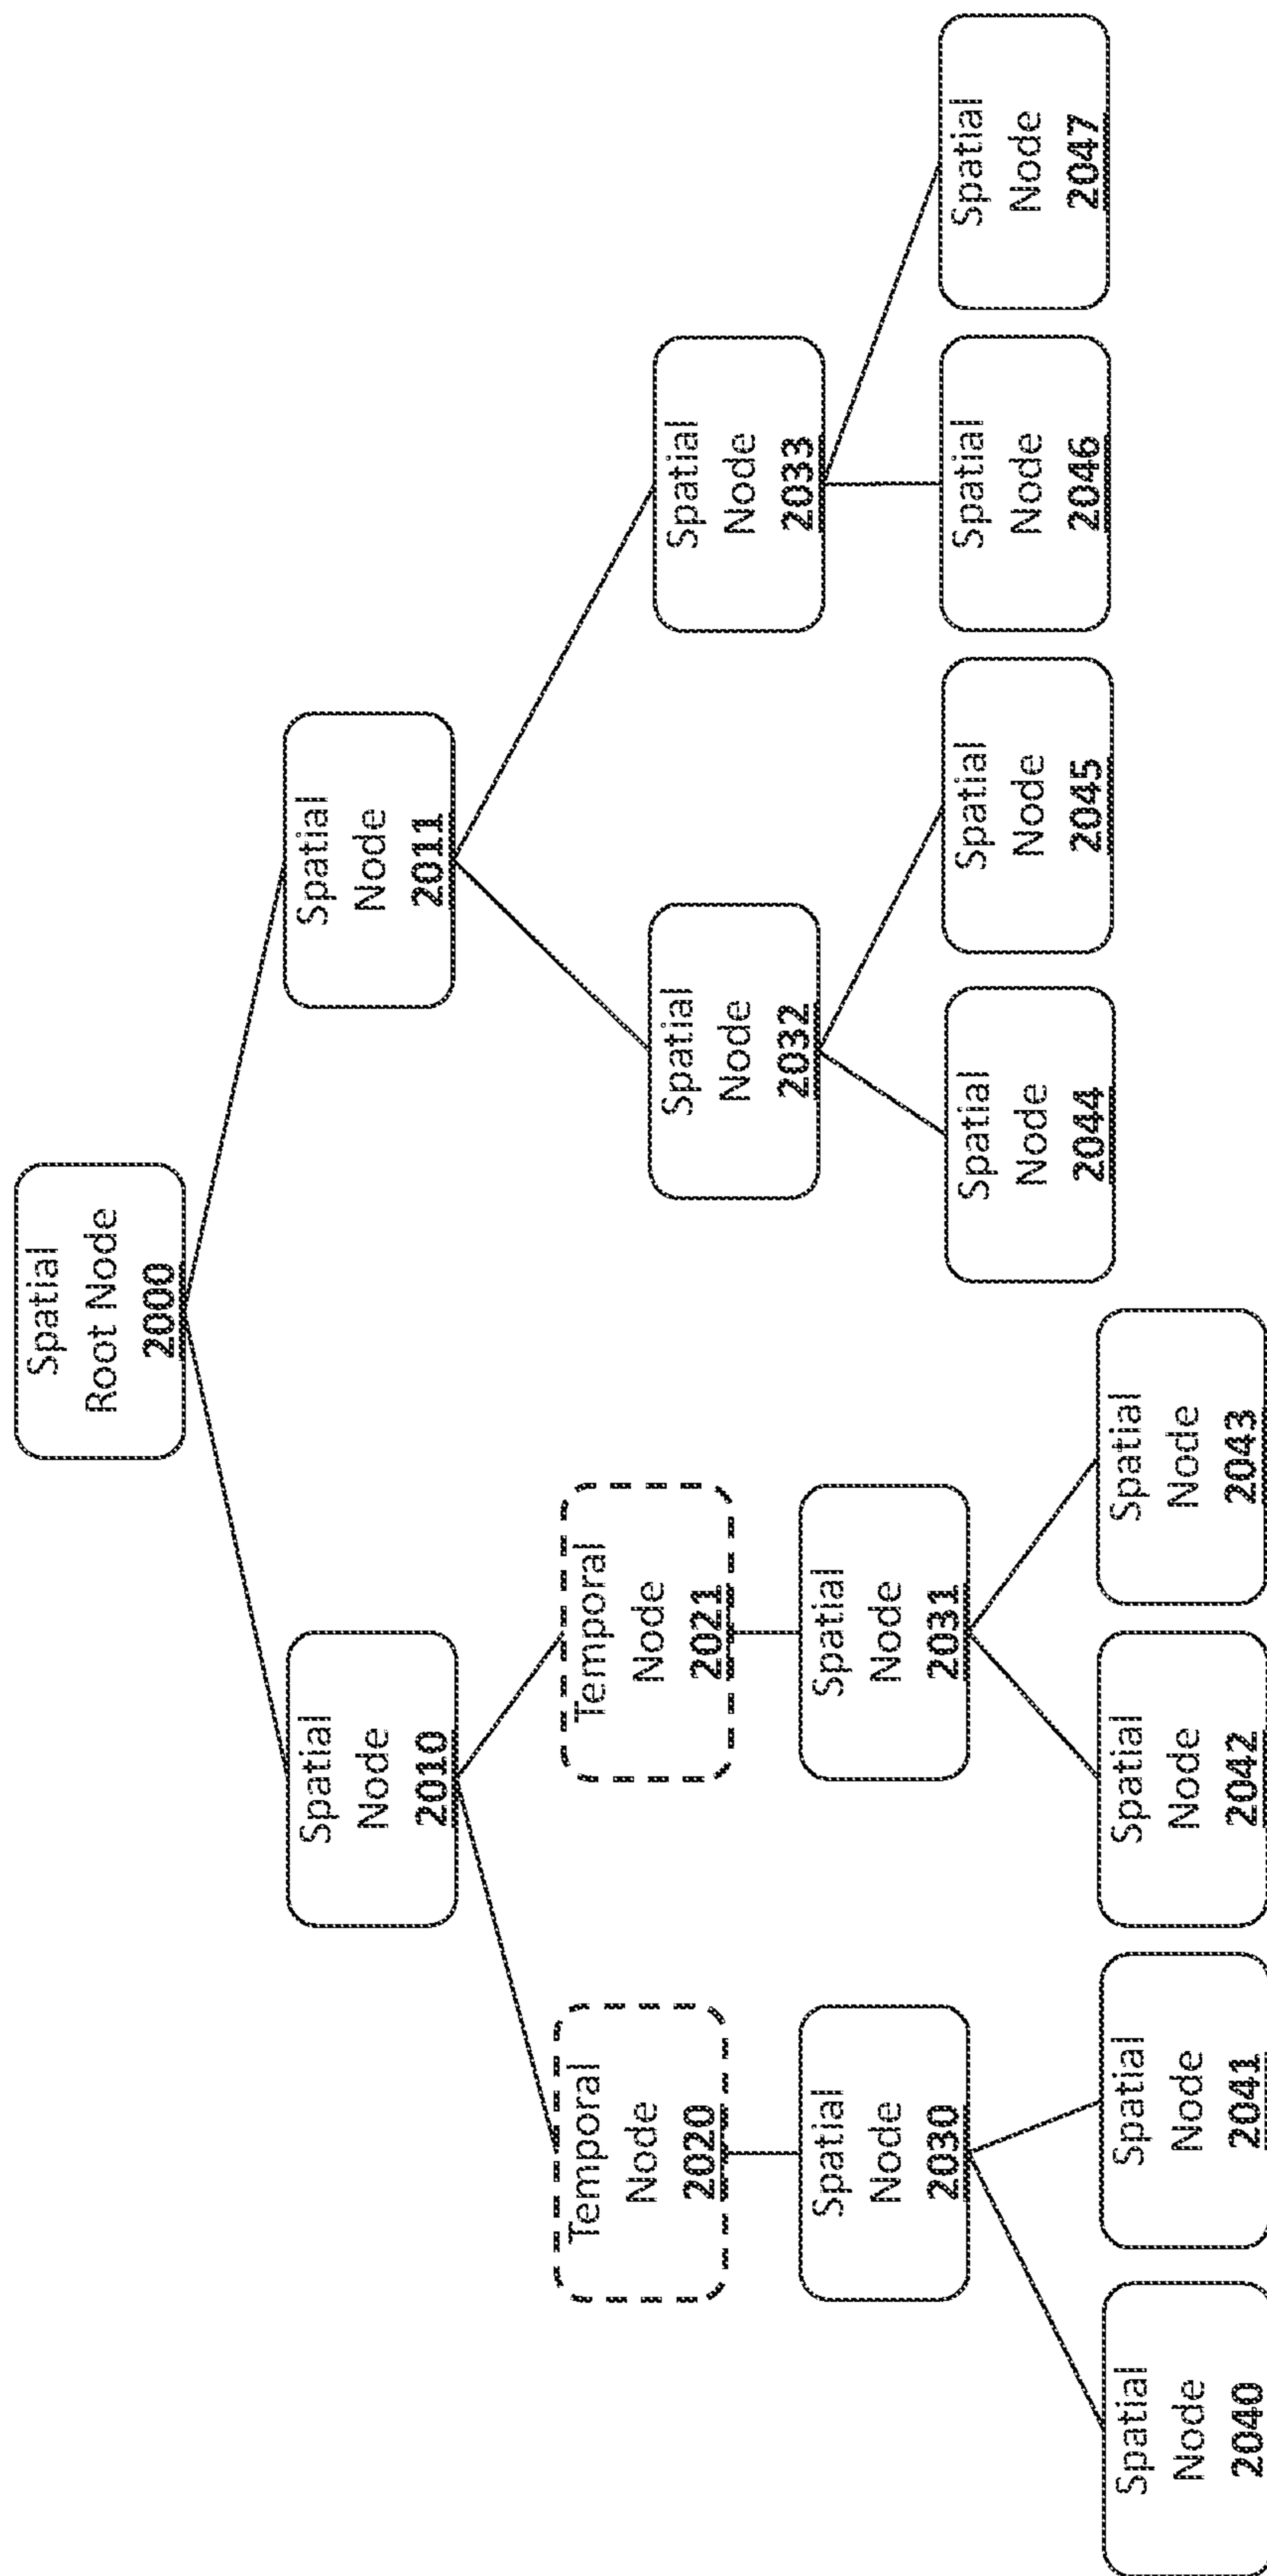 Spatial
Root Node
2000
Spatial
Node
2010
Spatial
Node
2011
Temporal
Node
2020
Temporal
Node
2021
Spatial
Node
2030
Spatial
Node
2031
Spatial
Node
2032
Spatial
Node
2033
Spatial
Node
2040
Spatial
Node
2041
Spatial
Node
2042
Spatial
Node
2043
Spatial
Node
2044
Spatial
Node
2045
Spatial
Node
2046
Spatial
Node
2047